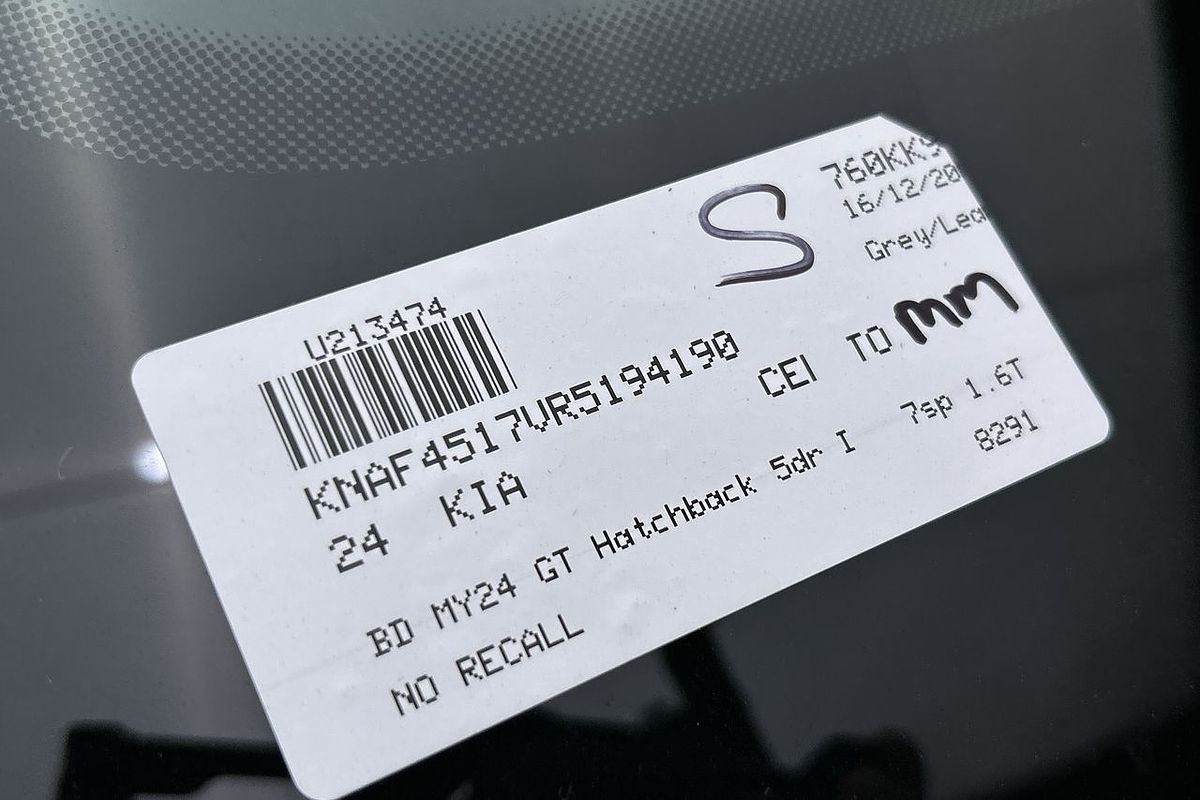 S
760KK9
16/12/20
Grey/Lea
U213474
KNAF4517VR5194190
CEI TO MM
24 KIA
BD MY24 GT Hatchback 5dr I 7sp 1.6T
8291
NO RECALL